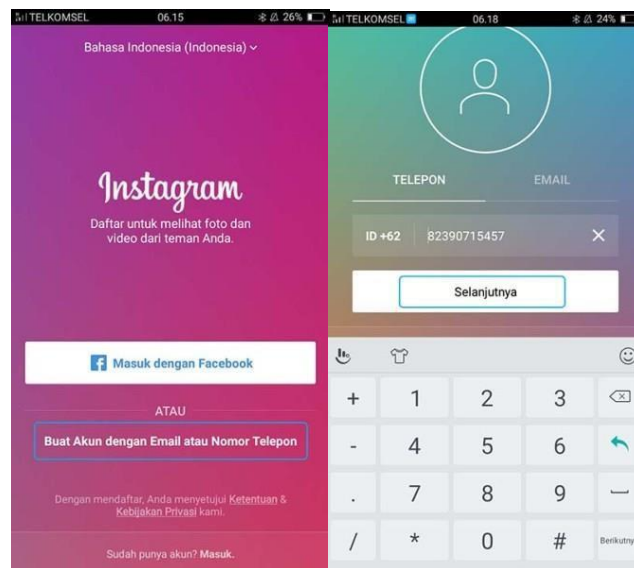 TELKOMSEL 06.15 26%
Bahasa Indonesia (Indonesia)
Instagram
Daftar untuk melihat foto dan
video dari teman Anda.
Masuk dengan Facebook
ATAU
Buat Akun dengan Email atau Nomor Telepon
Dengan mendaftar, Anda menyetujui Ketentuan &
Kebijakan Privasi kami.
Sudah punya akun? Masuk.
TELKOMSEL 06.18 24%
TELEPON EMAIL
ID +62 82390715457
Selanjutnya
+ 1 2 3
- 4 5 6
. 7 8 9
/ * 0 # Berikutny